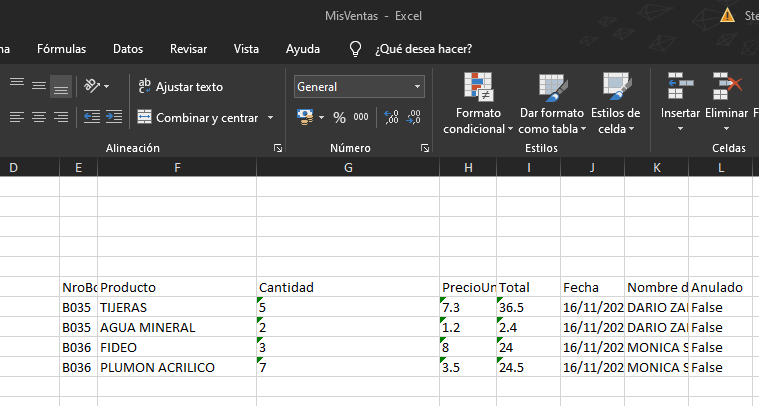 MisVentas - Excel Ste
na Fórmulas Datos Revisar Vista Ayuda ¿Qué desea hacer?
ab Ajustar texto General
c
Combinar y centrar % 000 ,00 ,0
Formato condicional Dar formato como tabla Estilos de celda Insertar Eliminar F
Alineación Número Estilos Celdas
D E F G H I J K L
NroBo Producto Cantidad PrecioUn Total Fecha Nombre d Anulado
B035 TIJERAS 5 7.3 36.5 16/11/202 DARIO ZA False
B035 AGUA MINERAL 2 1.2 2.4 16/11/202 DARIO ZA False
B036 FIDEO 3 8 24 16/11/202 MONICA S False
B036 PLUMON ACRILICO 7 3.5 24.5 16/11/202 MONICA S False